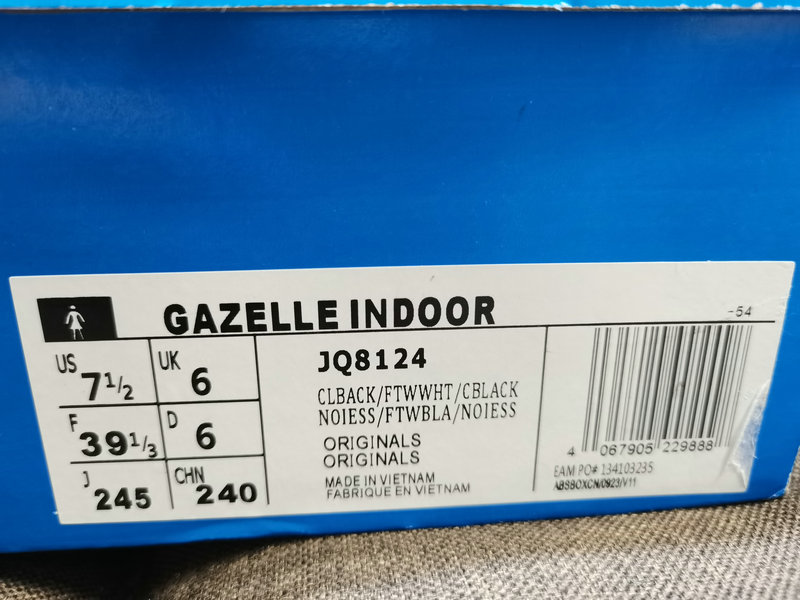 GAZELLE INDOOR
-54
US 7 1/2
UK 6
F 39 1/3
D 6
J 245
CHN 240
JQ8124
CLBACK/FTWWHT/CBLACK
NOIESS/FTWBLA/NOIESS
ORIGINALS
ORIGINALS
MADE IN VIETNAM
FABRIQUE EN VIETNAM
4 067905 229888
EAM PO# 134103235
ABSBOXCN/0923/V11